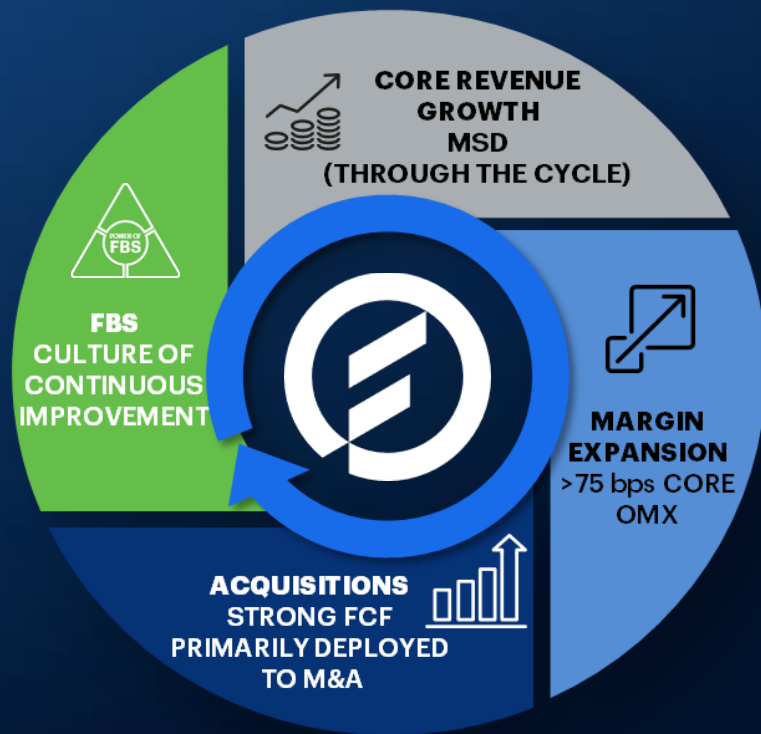 CORE REVENUE
GROWTH
MSD
(THROUGH THE CYCLE)
MARGIN
EXPANSION
>75 bps CORE
OMX
ACQUISITIONS
STRONG FCF
PRIMARILY DEPLOYED
TO M&A
POWER OF
FBS
FBS
CULTURE OF
CONTINUOUS
IMPROVEMENT